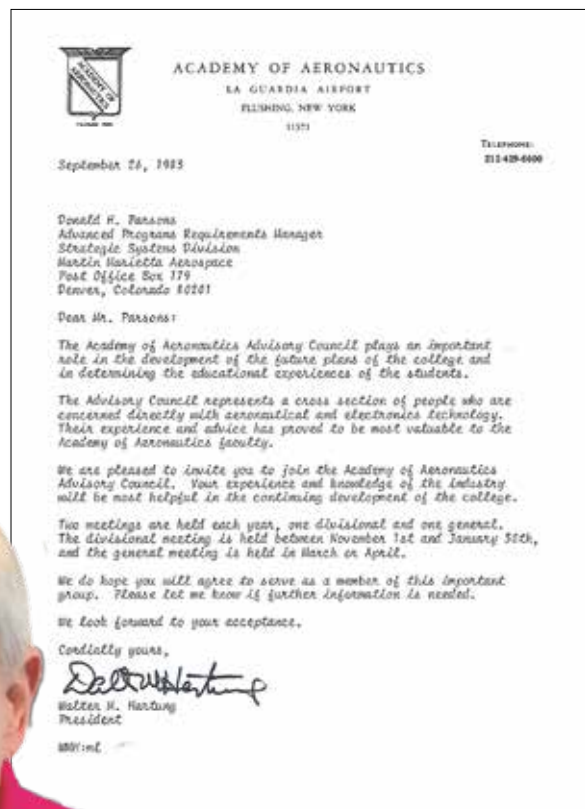 ACADEMY OF
AERONAUTICS
ACADEMY OF AERONAUTICS
LA GUARDIA AIRPORT
FLUSHING, NEW YORK
11371
TELEPHONE:
212-429-6600
September 26, 1983
Donald H. Parsons
Advanced Programs Requirements Manager
Strategic Systems Division
Martin Marietta Aerospace
Post Office Box 179
Denver, Colorado 80201
Dear Mr. Parsons:
The Academy of Aeronautics Advisory Council plays an important
role in the development of the future plans of the college and
in determining the educational experiences of the students.
The Advisory Council represents a cross section of people who are
concerned directly with aeronautical and electronics technology.
Their experience and advice has proved to be most valuable to the
Academy of Aeronautics faculty.
We are pleased to invite you to join the Academy of Aeronautics
Advisory Council. Your experience and knowledge of the industry
will be most helpful in the continuing development of the college.
Two meetings are held each year, one divisional and one general.
The divisional meeting is held between November 1st and January 30th,
and the general meeting is held in March or April.
We do hope you will agree to serve as a member of this important
group. Please let me know if further information is needed.
We look forward to your acceptance.
Cordially yours,
Walter M. Hartung
President